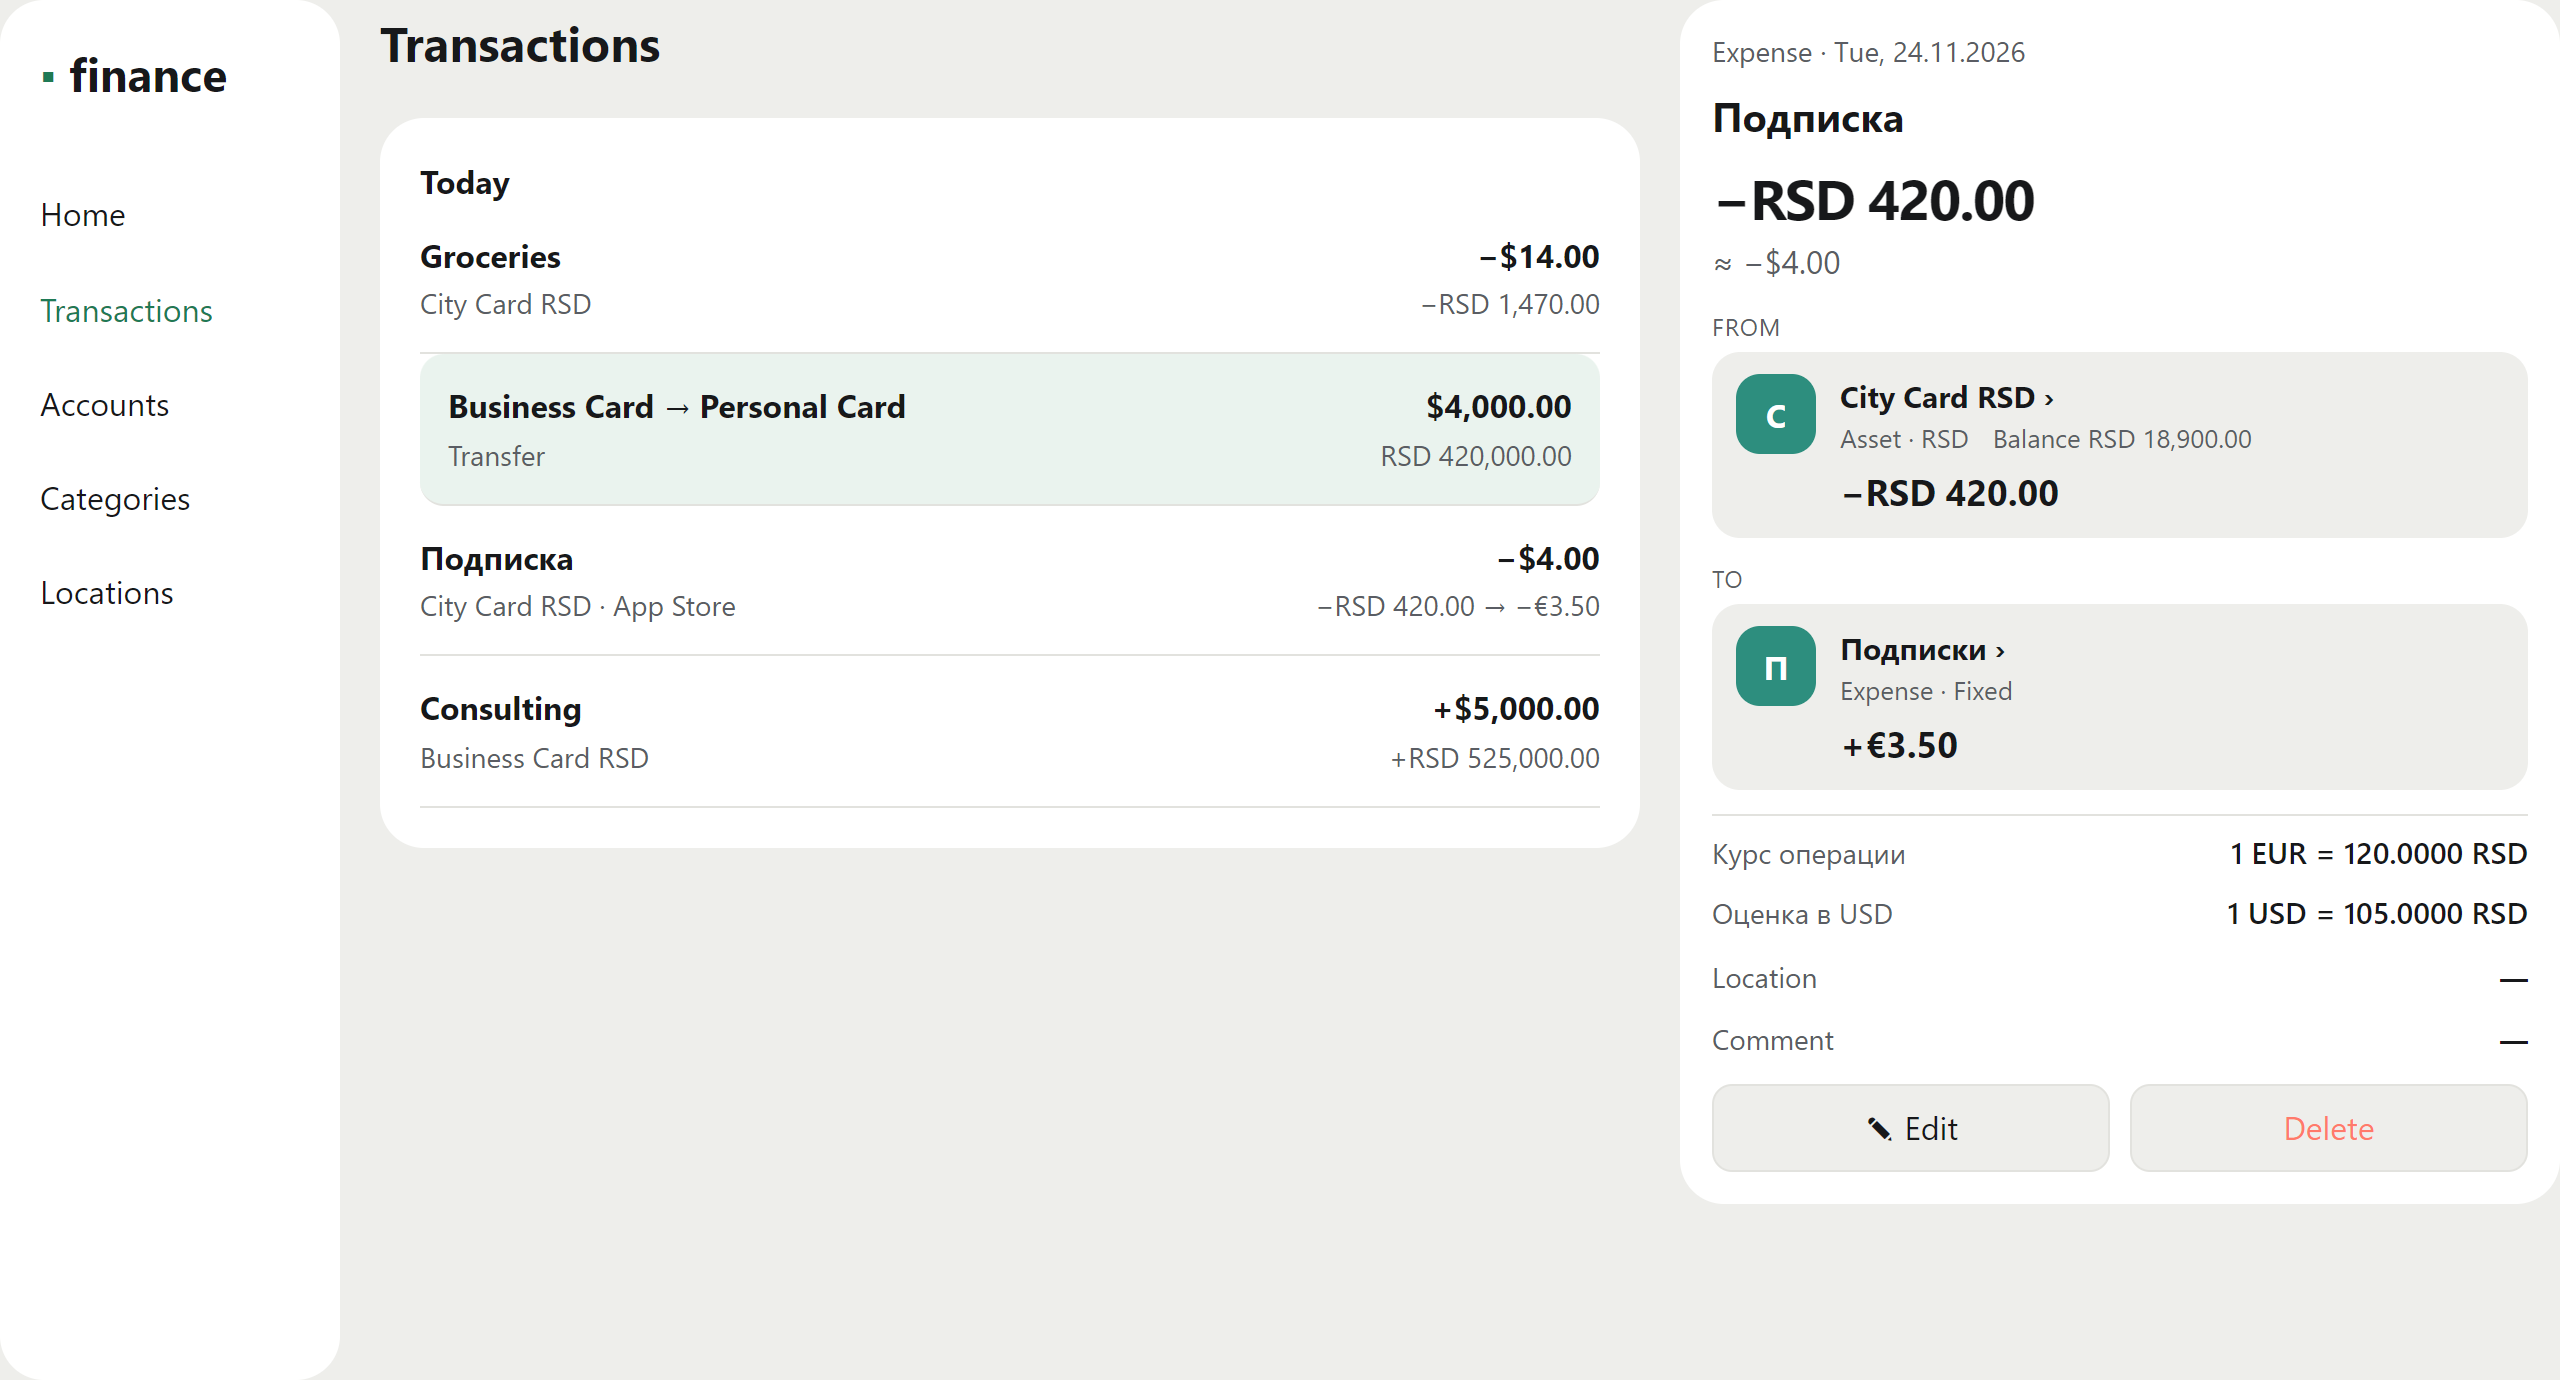 finance
Home
Transactions
Accounts
Categories
Locations
Transactions
Today
Groceries −$14.00
City Card RSD −RSD 1,470.00
Business Card → Personal Card $4,000.00
Transfer RSD 420,000.00
Подписка −$4.00
City Card RSD · App Store −RSD 420.00 → −€3.50
Consulting +$5,000.00
Business Card RSD +RSD 525,000.00
Expense · Tue, 24.11.2026
Подписка
−RSD 420.00
≈ −$4.00
FROM
C
City Card RSD ›
Asset · RSD Balance RSD 18,900.00
−RSD 420.00
TO
П
Подписки ›
Expense · Fixed
+€3.50
Курс операции 1 EUR = 120.0000 RSD
Оценка в USD 1 USD = 105.0000 RSD
Location —
Comment —
✎ Edit
Delete